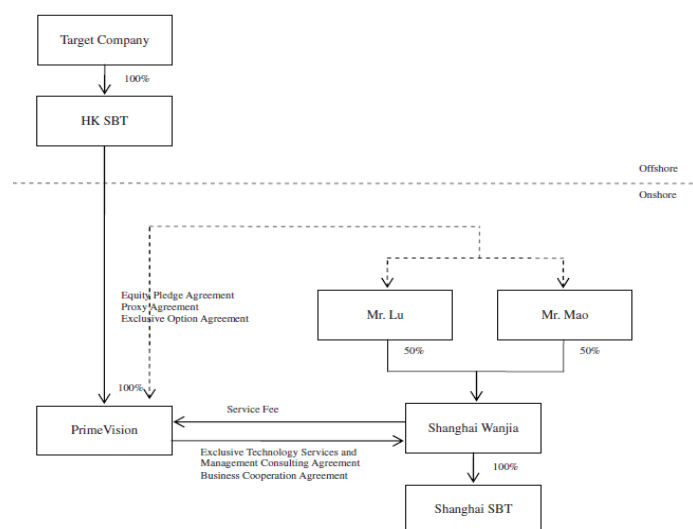 Target Company
100%
HK SBT
Offshore
Onshore
Equity Pledge Agreement
Proxy Agreement
Exclusive Option Agreement
Mr. Lu
Mr. Mao
50%
50%
100%
PrimeVision
Service Fee
Shanghai Wanjia
Exclusive Technology Services and
Management Consulting Agreement
Business Cooperation Agreement
100%
Shanghai SBT